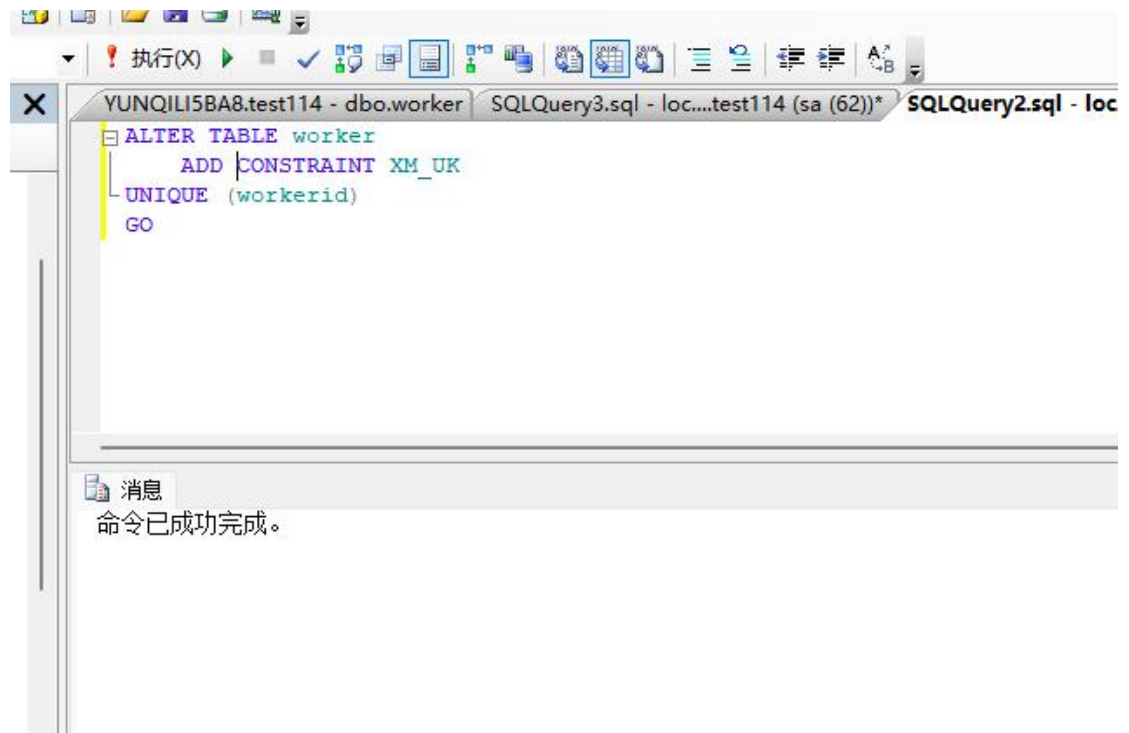 执行(X)
YUNQILI5BA8.test114 - dbo.worker SQLQuery3.sql - loc....test114 (sa (62))* SQLQuery2.sql - loc.
ALTER TABLE worker
ADD CONSTRAINT XM_UK
UNIQUE (workerid)
GO
消息
命令已成功完成。